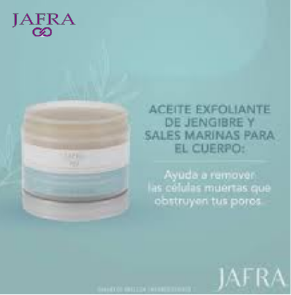 JAFRA
ACEITE EXFOLIANTE
DE JENGIBRE Y
SALES MARINAS PARA
EL CUERPO:
Ayuda a remover
las células muertas que
obstruyen tus poros.
JAFRA
JAFRA